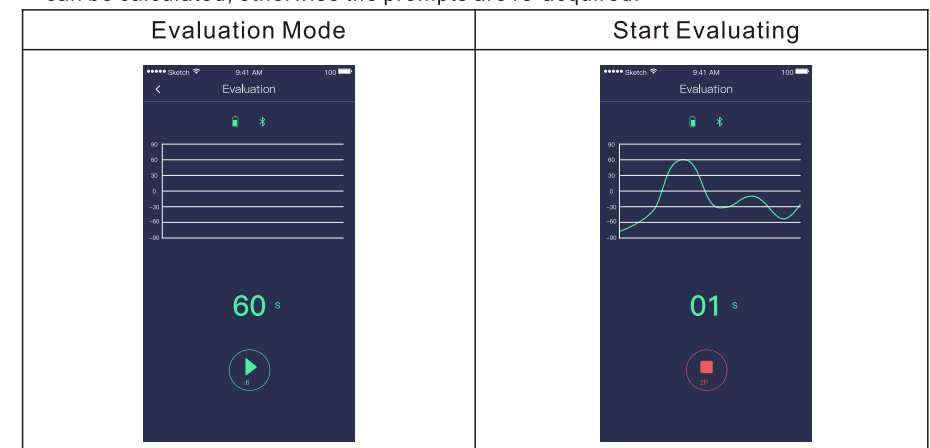 can be calculated, otherwise the prompts are re-acquired.
Evaluation Mode
Start Evaluating
Sketch
9:41 AM
100
Evaluation
90
60
30
0
-30
-60
-90
60 s
:6
Sketch
9:41 AM
100
Evaluation
90
60
30
0
-30
-60
-90
01 s